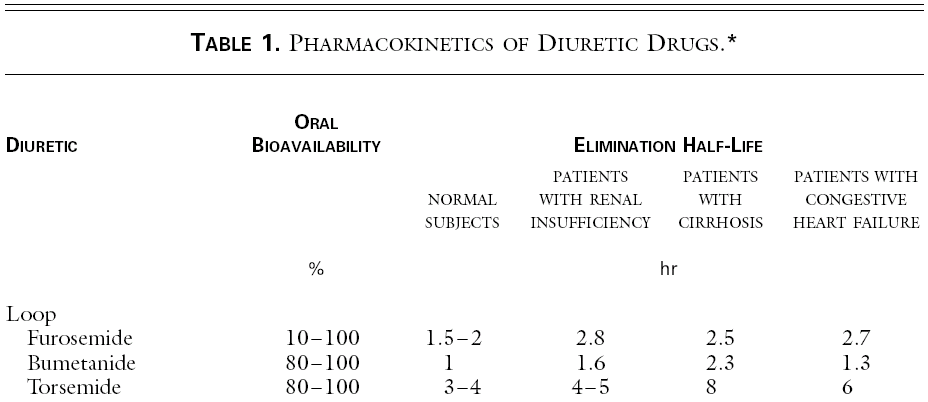 TABLE 1. PHARMACOKINETICS OF DIURETIC DRUGS.*
DIURETIC
ORAL
BIOAVAILABILITY
ELIMINATION HALF-LIFE
NORMAL
SUBJECTS
PATIENTS
WITH RENAL
INSUFFICIENCY
PATIENTS
WITH
CIRRHOSIS
PATIENTS WITH
CONGESTIVE
HEART FAILURE
% hr
Loop
Furosemide 10–100 1.5–2 2.8 2.5 2.7
Bumetanide 80–100 1 1.6 2.3 1.3
Torsemide 80–100 3–4 4–5 8 6